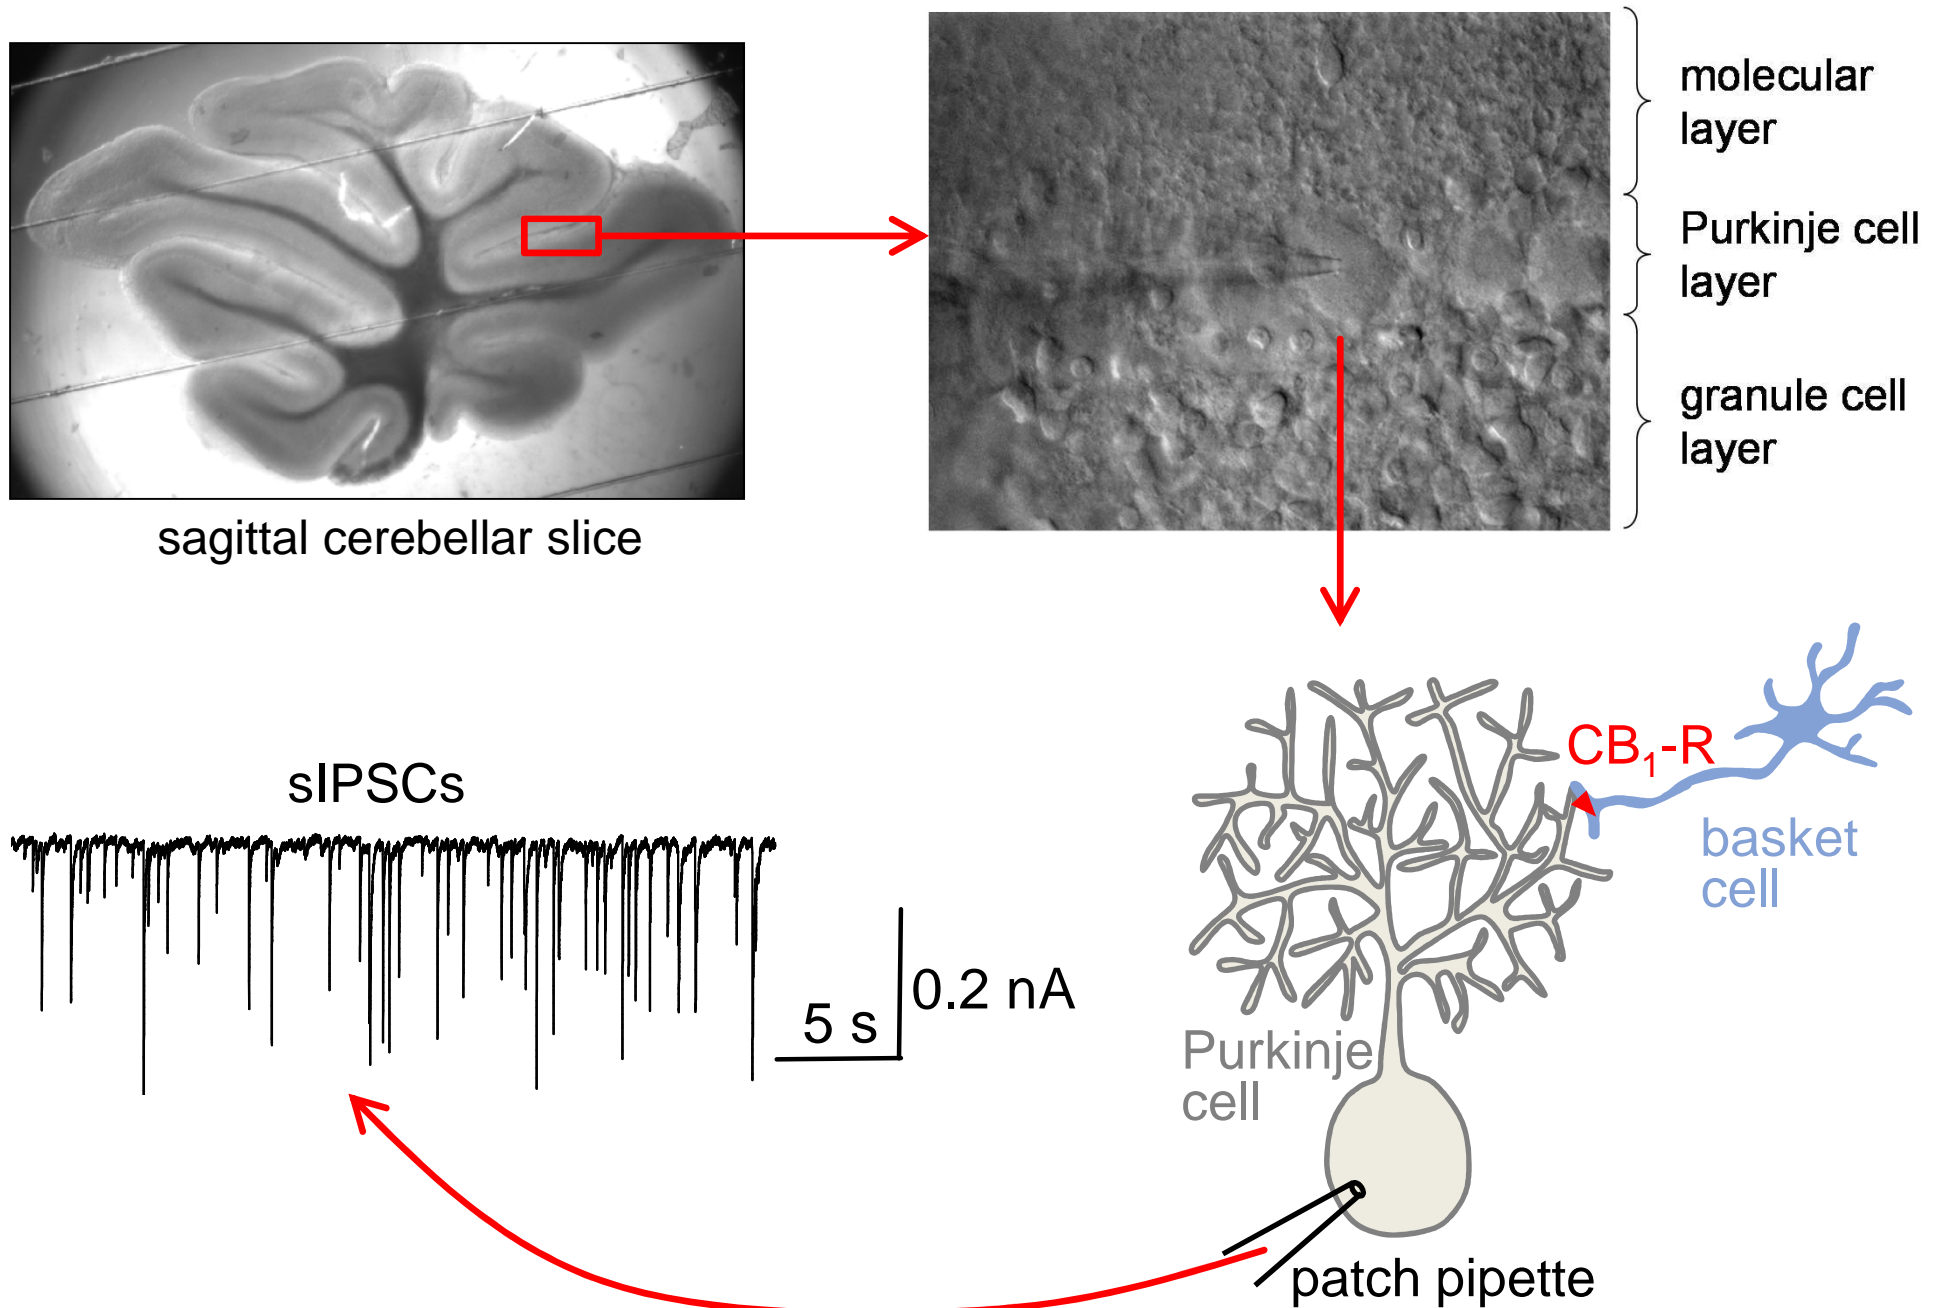 molecular
layer
Purkinje cell
layer
granule cell
layer
sagittal cerebellar slice
sIPSCs
5 s
0.2 nA
CB₁-R
basket
cell
Purkinje
cell
patch pipette